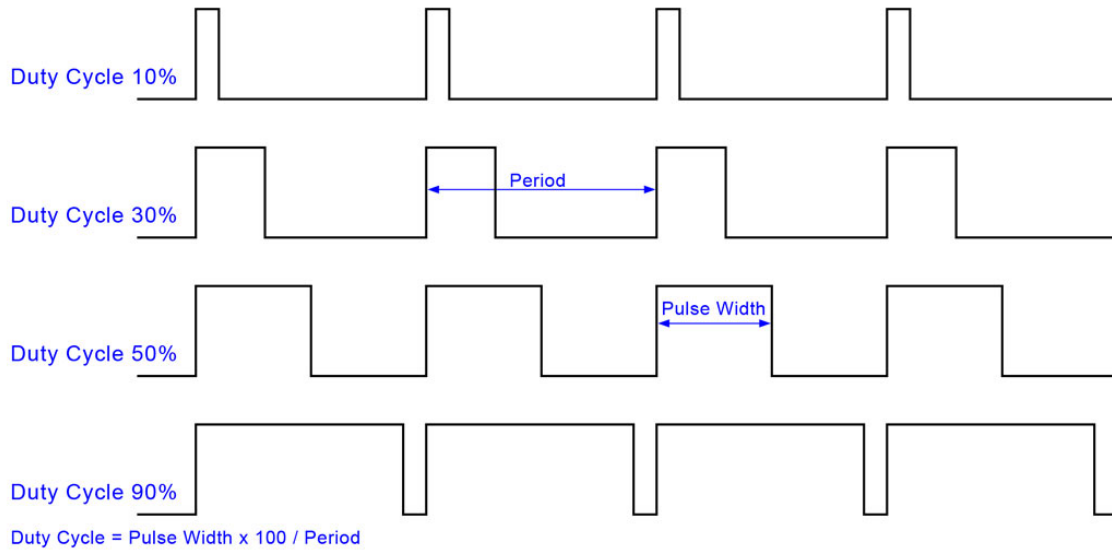 Duty Cycle 10%
Period
Duty Cycle 30%
Pulse Width
Duty Cycle 50%
Duty Cycle 90%
Duty Cycle = Pulse Width x 100 / Period